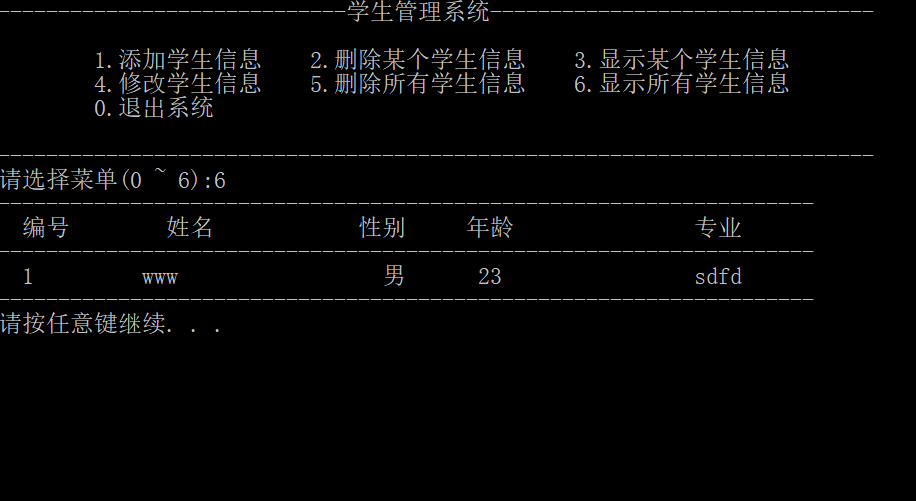 -----------------------------学生管理系统--------------------------------
1.添加学生信息 2.删除某个学生信息 3.显示某个学生信息
4.修改学生信息 5.删除所有学生信息 6.显示所有学生信息
0.退出系统
-------------------------------------------------------------------------
请选择菜单(0 ~ 6):6
--------------------------------------------------------------------
编号 姓名 性别 年龄 专业
--------------------------------------------------------------------
1 www 男 23 sdfd
--------------------------------------------------------------------
请按任意键继续. . .